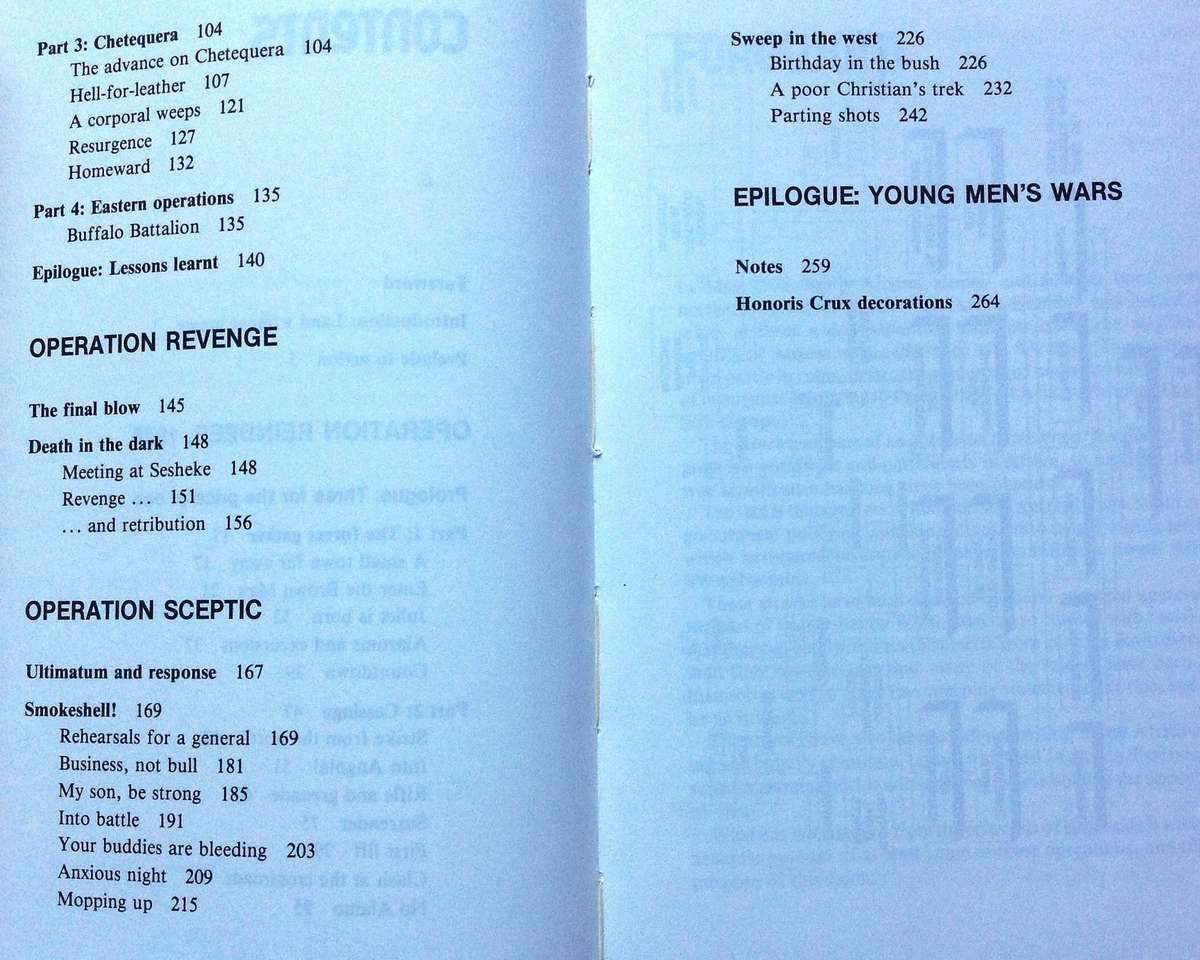 Part 3: Chetequera 104
The advance on Chetequera 104
Hell-for-leather 107
A corporal weeps 121
Resurgence 127
Homeward 132
Part 4: Eastern operations 135
Buffalo Battalion 135
Epilogue: Lessons learnt 140
OPERATION REVENGE
The final blow 145
Death in the dark 148
Meeting at Sesheke 148
Revenge ... 151
... and retribution 156
OPERATION SCEPTIC
Ultimatum and response 167
Smokeshell! 169
Rehearsals for a general 169
Business, not bull 181
My son, be strong 185
Into battle 191
Your buddies are bleeding 203
Anxious night 209
Mopping up 215
Sweep in the west 226
Birthday in the bush 226
A poor Christian's trek 232
Parting shots 242
EPILOGUE: YOUNG MEN'S WARS
Notes 259
Honoris Crux decorations 264